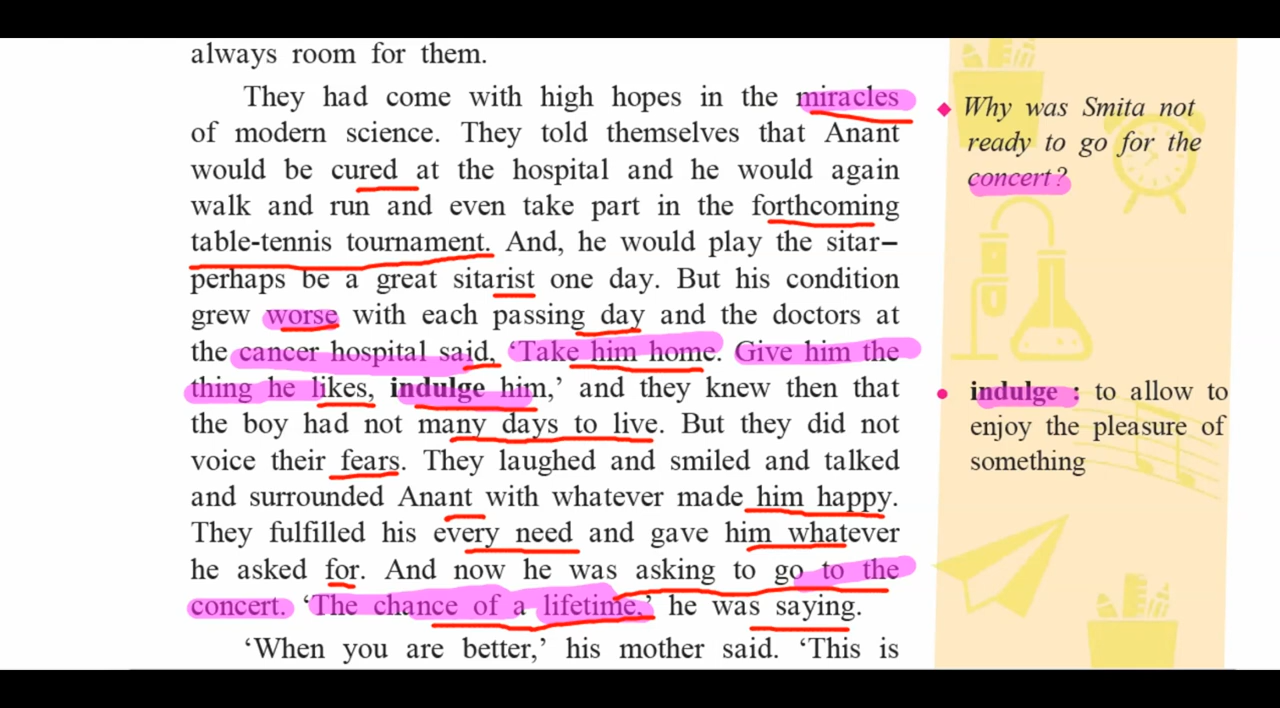 always room for them.
They had come with high hopes in the miracles
of modern science. They told themselves that Anant
would be cured at the hospital and he would again
walk and run and even take part in the forthcoming
table-tennis tournament. And, he would play the sitar–
perhaps be a great sitarist one day. But his condition
grew worse with each passing day and the doctors at
the cancer hospital said, ‘Take him home. Give him the
thing he likes, indulge him,’ and they knew then that
the boy had not many days to live. But they did not
voice their fears. They laughed and smiled and talked
and surrounded Anant with whatever made him happy.
They fulfilled his every need and gave him whatever
he asked for. And now he was asking to go to the
concert. ‘The chance of a lifetime,’ he was saying.
‘When you are better,’ his mother said. ‘This is
Why was Smita not
ready to go for the
concert?
indulge : to allow to
enjoy the pleasure of
something